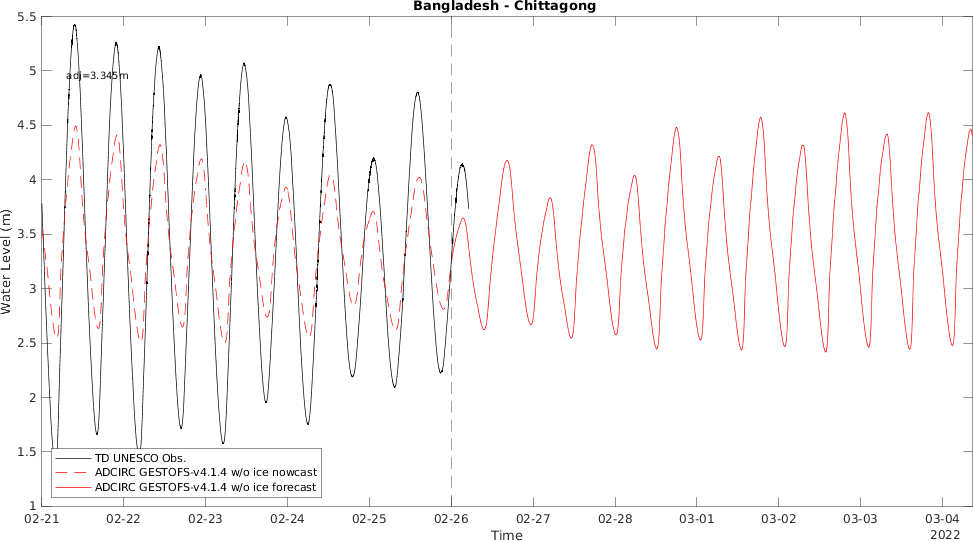 Bangladesh - Chittagong
5.5
5
4.5
4
3.5
3
2.5
2
1.5
1
Water Level (m)
adj=3.345m
TD UNESCO Obs.
ADCIRC GESTOFS-v4.1.4 w/o ice nowcast
ADCIRC GESTOFS-v4.1.4 w/o ice forecast
02-21 02-22 02-23 02-24 02-25 02-26 02-27 02-28 03-01 03-02 03-03 03-04
Time
2022